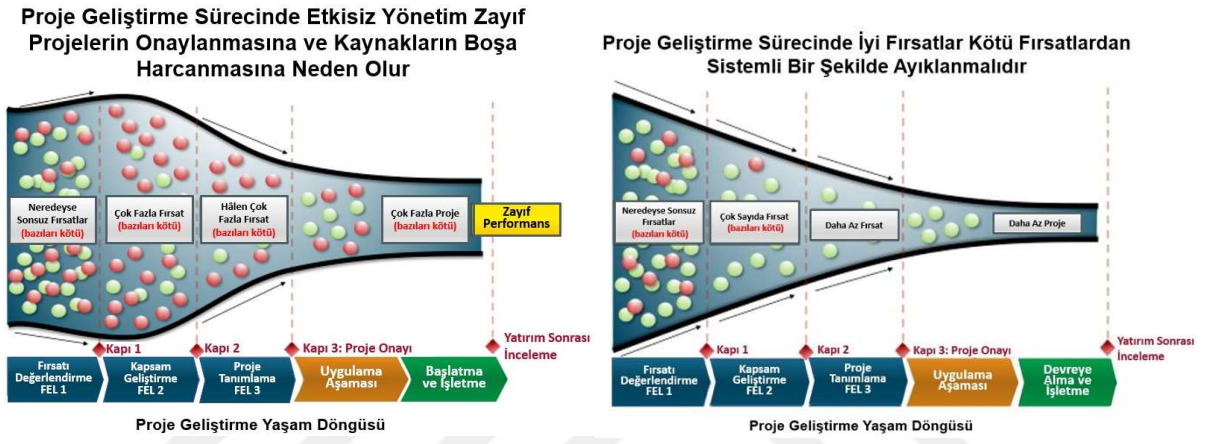 Proje Geliştirme Sürecinde Etkisiz Yönetim Zayıf
Projelerin Onaylanmasına ve Kaynakların Boşa
Harcanmasına Neden Olur
Neredeyse
Sonsuz Fırsatlar
(bazıları kötü)
Çok Fazla Fırsat
(bazıları kötü)
Hâlen Çok
Fazla Fırsat
(bazıları kötü)
Çok Fazla Proje
(bazıları kötü)
Zayıf
Performans
Kapı 1
Kapı 2
Kapı 3: Proje Onayı
Yatırım Sonrası
İnceleme
Fırsatı
Değerlendirme
FEL 1
Kapsam
Geliştirme
FEL 2
Proje
Tanımlama
FEL 3
Uygulama
Aşaması
Başlatma
ve İşletme
Proje Geliştirme Yaşam Döngüsü
Proje Geliştirme Sürecinde İyi Fırsatlar Kötü Fırsatlardan
Sistemli Bir Şekilde Ayıklanmalıdır
Neredeyse Sonsuz
Fırsatlar
(bazıları kötü)
Çok Sayıda Fırsat
(bazıları kötü)
Daha Az Fırsat
Daha Az Proje
Kapı 1
Kapı 2
Kapı 3: Proje Onayı
Yatırım Sonrası
İnceleme
Fırsatı
Değerlendirme
FEL 1
Kapsam
Geliştirme
FEL 2
Proje
Tanımlama
FEL 3
Uygulama
Aşaması
Devreye
Alma ve
İşletme
Proje Geliştirme Yaşam Döngüsü